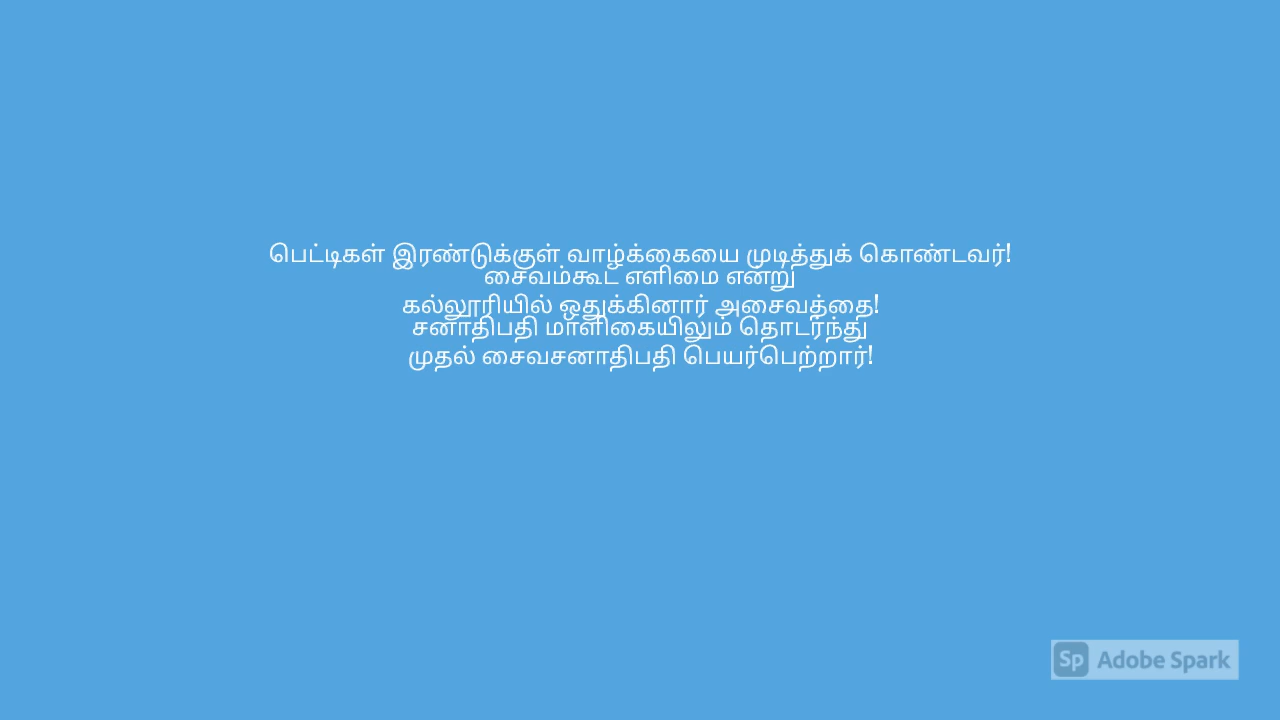 பெட்டிகள் இரண்டுக்குள் வாழ்க்கையை முடித்துக் கொண்டவர்!
சைவம்கூட எளிமை என்று
கல்லூரியில் ஒதுக்கினார் அசைவத்தை!
சனாதிபதி மாளிகையிலும் தொடர்ந்து
முதல் சைவசனாதிபதி பெயர்பெற்றார்!
Sp Adobe Spark